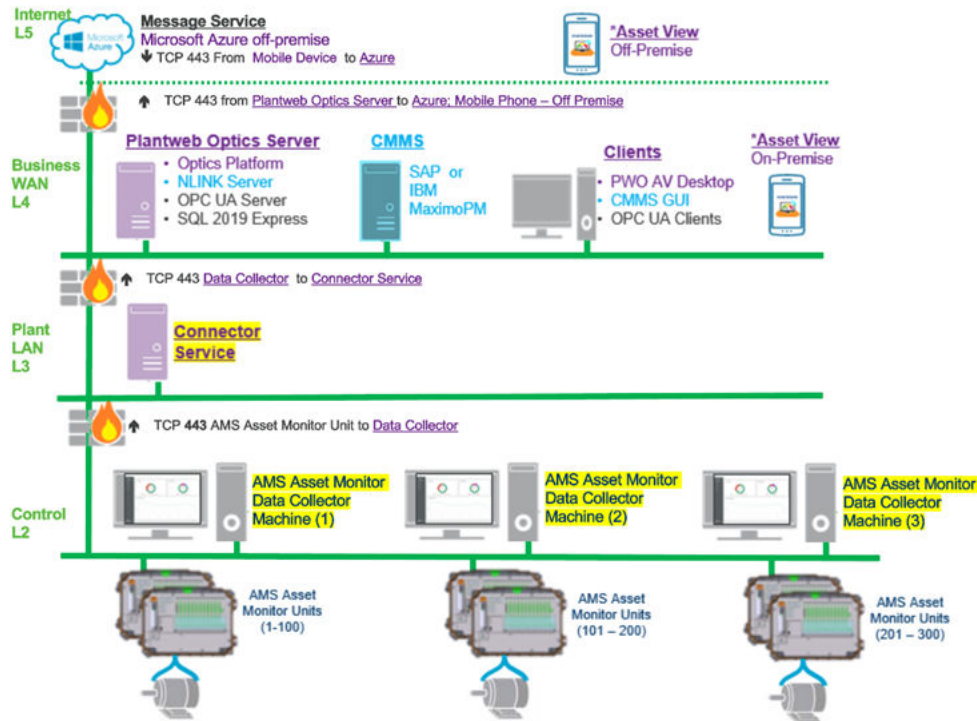 Internet
L5
Microsoft
Azure
Message Service
Microsoft Azure off-premise
TCP 443 From Mobile Device to Azure
*Asset View
Off-Premise
TCP 443 from Plantweb Optics Server to Azure; Mobile Phone – Off Premise
Business
WAN
L4
Plantweb Optics Server
• Optics Platform
• NLINK Server
• OPC UA Server
• SQL 2019 Express
CMMS
SAP or
IBM
MaximoPM
Clients
• PWO AV Desktop
• CMMS GUI
• OPC UA Clients
*Asset View
On-Premise
TCP 443 Data Collector to Connector Service
Plant
LAN
L3
Connector
Service
TCP 443 AMS Asset Monitor Unit to Data Collector
Control
L2
AMS Asset Monitor
Data Collector
Machine (1)
AMS Asset Monitor
Data Collector
Machine (2)
AMS Asset Monitor
Data Collector
Machine (3)
AMS Asset
Monitor Units
(1-100)
AMS Asset
Monitor Units
(101 – 200)
AMS Asset
Monitor Units
(201 – 300)